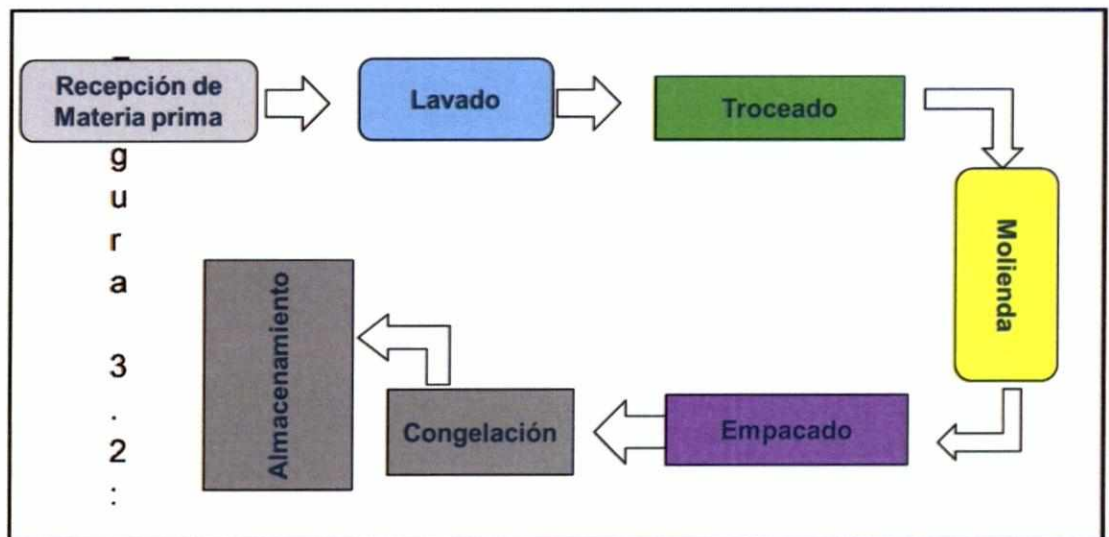 Recepción de
Materia prima
Lavado
Troceado
Molienda
Empacado
Congelación
Almacenamiento
g
u
r
a
3
.
2
: